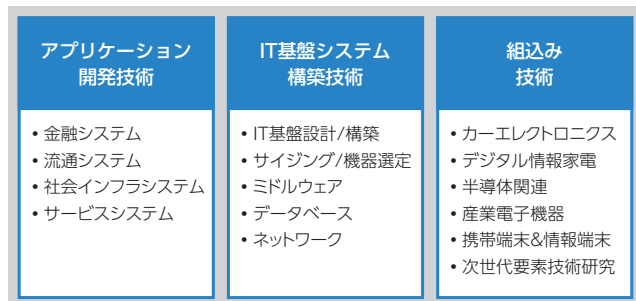 アプリケーション
開発技術
• 金融システム
• 流通システム
• 社会インフラシステム
• サービスシステム
IT基盤システム
構築技術
• IT基盤設計/構築
• サイジング/機器選定
• ミドルウェア
• データベース
• ネットワーク
組込み
技術
• カーエレクトロニクス
• デジタル情報家電
• 半導体関連
• 産業電子機器
• 携帯端末&情報端末
• 次世代要素技術研究